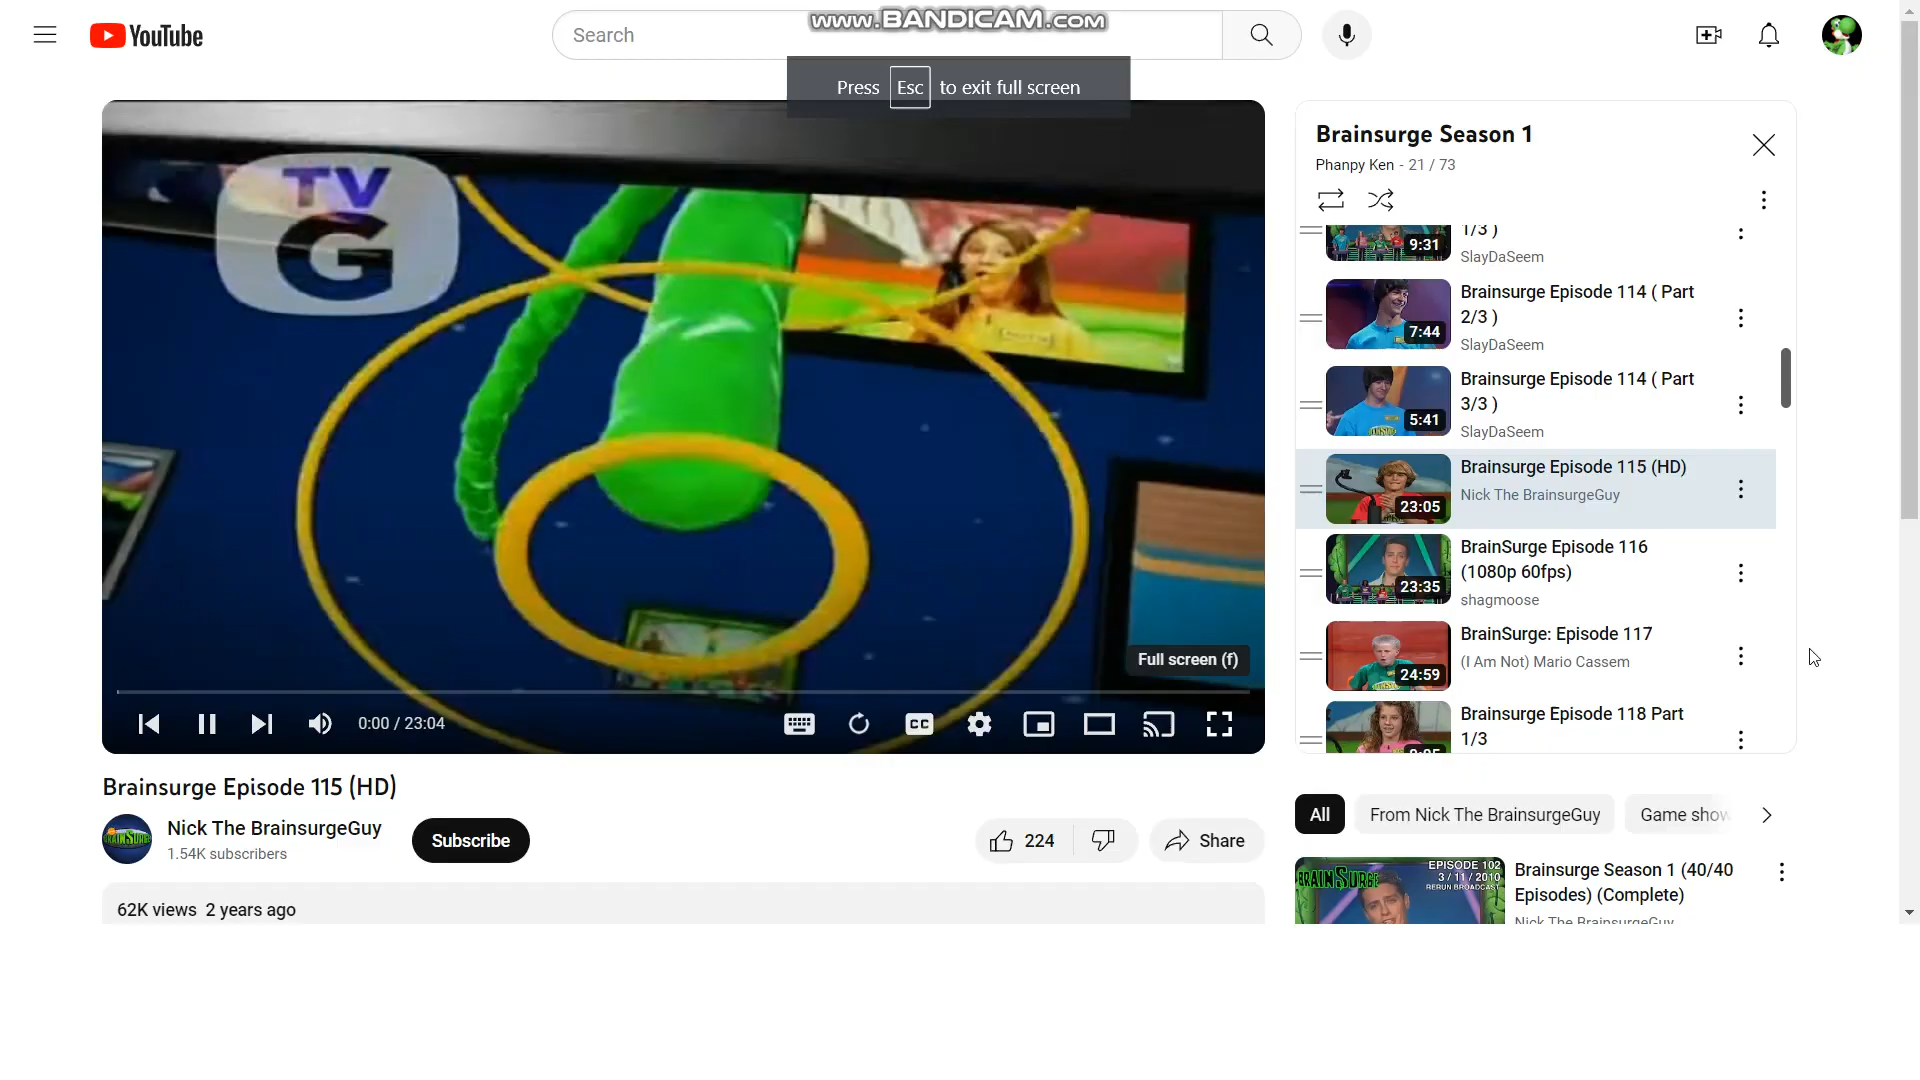 YouTube
Search
www.BANDICAM.com
Press Esc to exit full screen
TV
G
Full screen (f)
0:00 / 23:04
CC
Brainsurge Episode 115 (HD)
Nick The BrainsurgeGuy
1.54K subscribers
Subscribe
224
Share
62K views 2 years ago
Brainsurge Season 1
Phanpy Ken - 21 / 73
1/3 )
9:31
SlayDaSeem
Brainsurge Episode 114 ( Part
2/3 )
7:44
SlayDaSeem
Brainsurge Episode 114 ( Part
3/3 )
5:41
SlayDaSeem
Brainsurge Episode 115 (HD)
Nick The BrainsurgeGuy
23:05
BrainSurge Episode 116
(1080p 60fps)
23:35
shagmoose
BrainSurge: Episode 117
(I Am Not) Mario Cassem
24:59
Brainsurge Episode 118 Part
1/3
All
From Nick The BrainsurgeGuy
Game show
EPISODE 102
3 / 11 / 2010
RERUN BROADCAST
BRAINSURGE
Brainsurge Season 1 (40/40
Episodes) (Complete)
Nick The BrainsurgeGuy